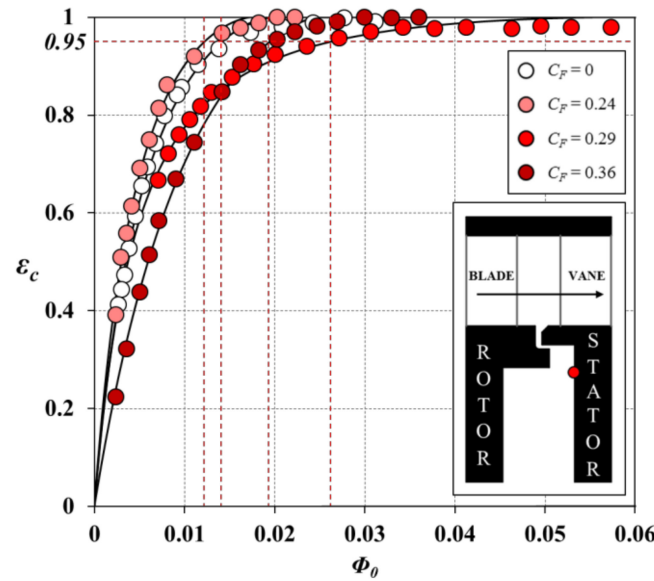 1
0.95
0.8
0.6
0.4
0.2
0
ε_c
C_F = 0
C_F = 0.24
C_F = 0.29
C_F = 0.36
BLADE VANE
ROTOR
STATOR
0 0.01 0.02 0.03 0.04 0.05 0.06
Φ_0